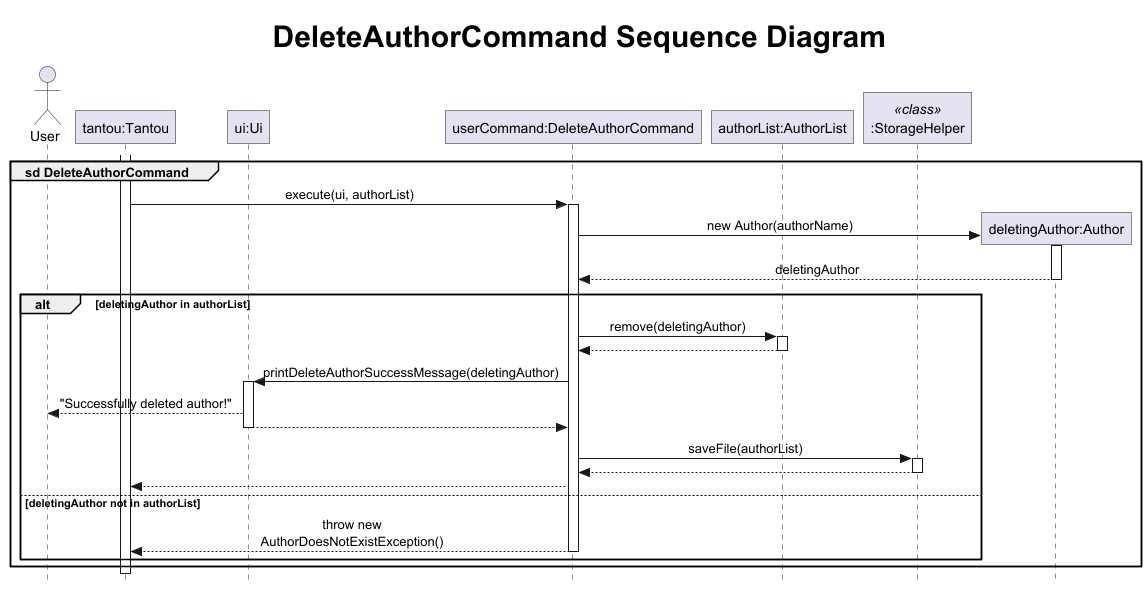 DeleteAuthorCommand Sequence Diagram
User
tantou:Tantou
ui:Ui
userCommand:DeleteAuthorCommand
authorList:AuthorList
«class»
:StorageHelper
sd DeleteAuthorCommand
execute(ui, authorList)
new Author(authorName)
deletingAuthor:Author
deletingAuthor
alt
[deletingAuthor in authorList]
remove(deletingAuthor)
printDeleteAuthorSuccessMessage(deletingAuthor)
"Successfully deleted author!"
saveFile(authorList)
[deletingAuthor not in authorList]
throw new
AuthorDoesNotExistException()